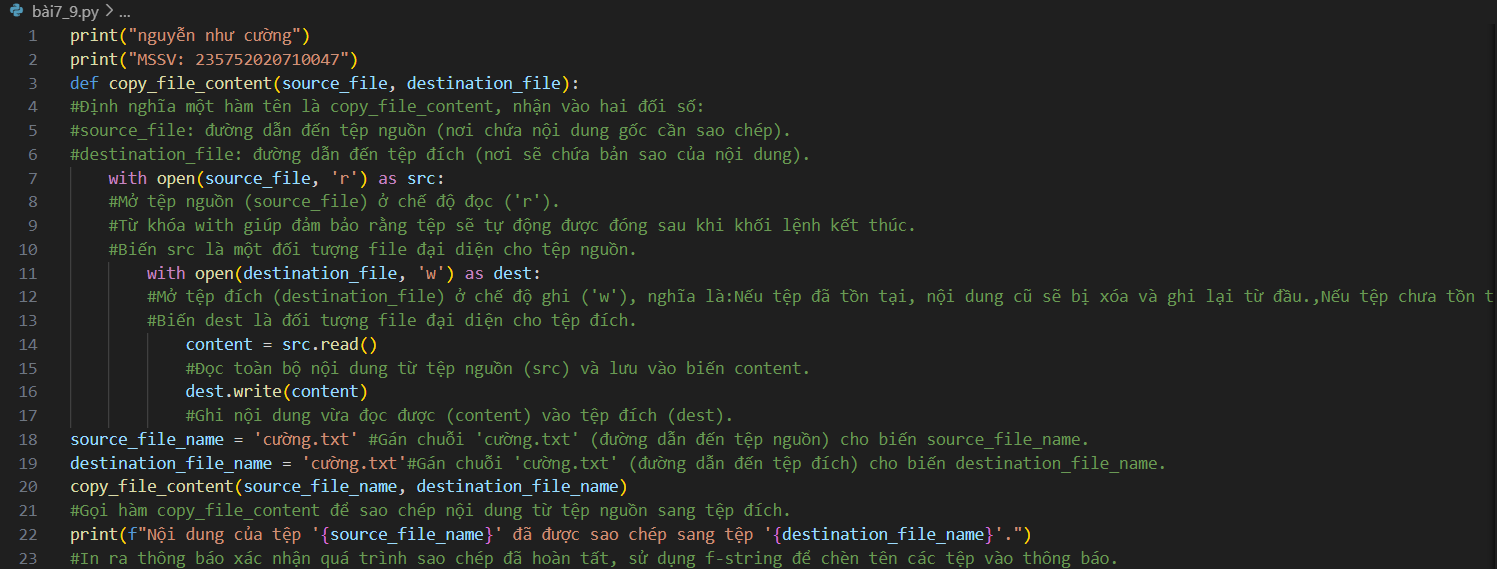 bài7_9.py > ...
1 print("nguyễn như cường")
2 print("MSSV: 235752020710047")
3 def copy_file_content(source_file, destination_file):
4 #Định nghĩa một hàm tên là copy_file_content, nhận vào hai đối số:
5 #source_file: đường dẫn đến tệp nguồn (nơi chứa nội dung gốc cần sao chép).
6 #destination_file: đường dẫn đến tệp đích (nơi sẽ chứa bản sao của nội dung).
7     with open(source_file, 'r') as src:
8     #Mở tệp nguồn (source_file) ở chế độ đọc ('r').
9     #Từ khóa with giúp đảm bảo rằng tệp sẽ tự động được đóng sau khi khối lệnh kết thúc.
10     #Biến src là một đối tượng file đại diện cho tệp nguồn.
11         with open(destination_file, 'w') as dest:
12         #Mở tệp đích (destination_file) ở chế độ ghi ('w'), nghĩa là:Nếu tệp đã tồn tại, nội dung cũ sẽ bị xóa và ghi lại từ đầu.,Nếu tệp chưa tồn t
13         #Biến dest là đối tượng file đại diện cho tệp đích.
14             content = src.read()
15             #Đọc toàn bộ nội dung từ tệp nguồn (src) và lưu vào biến content.
16             dest.write(content)
17             #Ghi nội dung vừa đọc được (content) vào tệp đích (dest).
18 source_file_name = 'cường.txt' #Gán chuỗi 'cường.txt' (đường dẫn đến tệp nguồn) cho biến source_file_name.
19 destination_file_name = 'cường.txt'#Gán chuỗi 'cường.txt' (đường dẫn đến tệp đích) cho biến destination_file_name.
20 copy_file_content(source_file_name, destination_file_name)
21 #Gọi hàm copy_file_content để sao chép nội dung từ tệp nguồn sang tệp đích.
22 print(f"Nội dung của tệp '{source_file_name}' đã được sao chép sang tệp '{destination_file_name}'.")
23 #In ra thông báo xác nhận quá trình sao chép đã hoàn tất, sử dụng f-string để chèn tên các tệp vào thông báo.